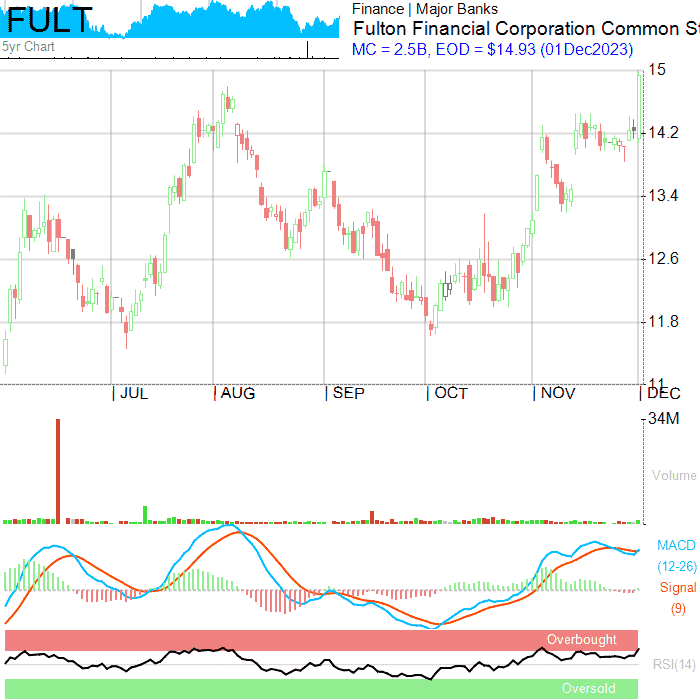 FULT
5yr Chart
Finance | Major Banks
Fulton Financial Corporation Common St
MC = 2.5B, EOD = $14.93 (01Dec2023)
15
14.2
13.4
12.6
11.8
11
JUL AUG SEP OCT NOV DEC
34M
Volume
MACD
(12-26)
Signal
(9)
Overbought
RSI(14)
Oversold